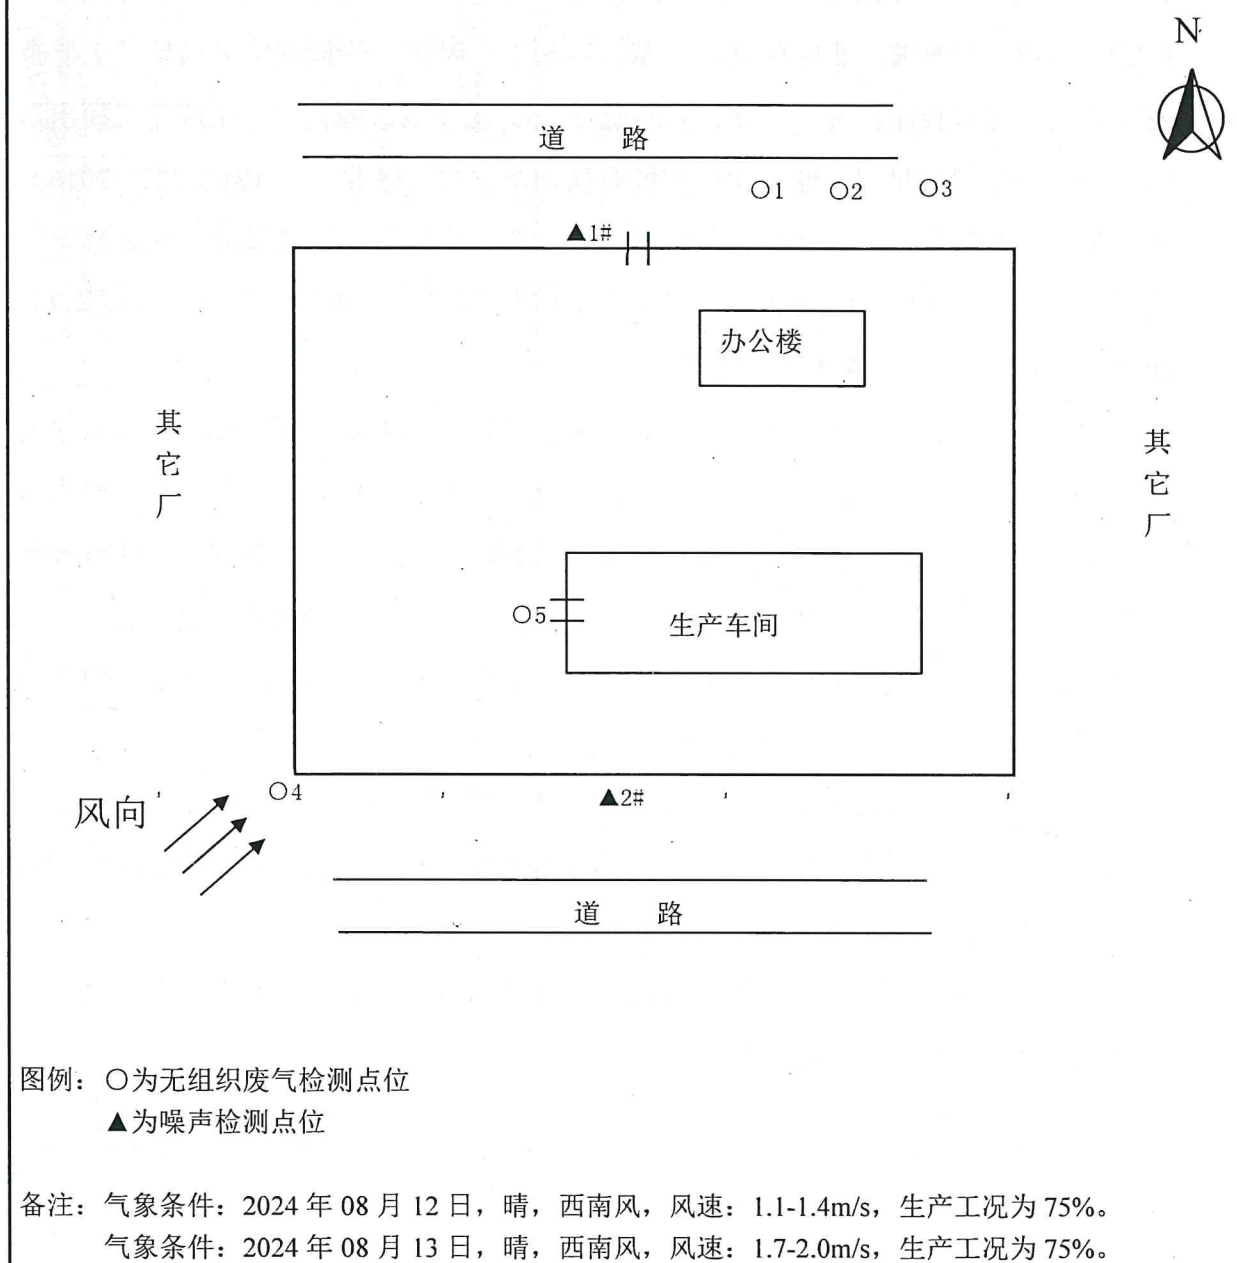 N
道 路
○1 ○2 ○3
▲1#
办公楼
其它厂
其它厂
○5
生产车间
○4
▲2#
风向
道 路
图例：○为无组织废气检测点位
▲为噪声检测点位
备注：气象条件：2024 年 08 月 12 日，晴，西南风，风速：1.1-1.4m/s，生产工况为 75%。
气象条件：2024 年 08 月 13 日，晴，西南风，风速：1.7-2.0m/s，生产工况为 75%。